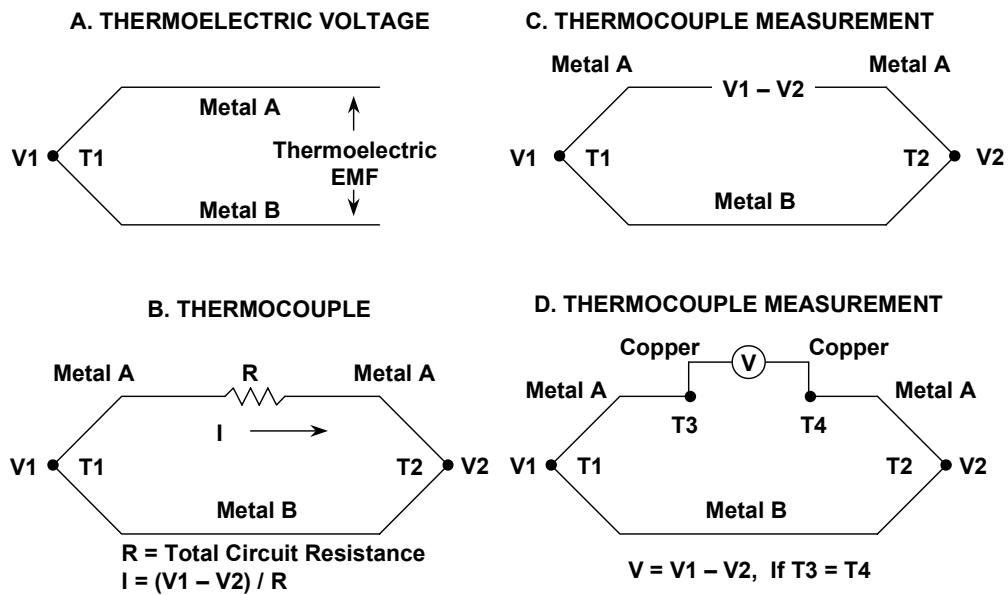 A. THERMOELECTRIC VOLTAGE
Metal A
V1
T1
Thermoelectric
EMF
Metal B
C. THERMOCOUPLE MEASUREMENT
Metal A
Metal A
V1 – V2
V1
T1
T2
V2
Metal B
B. THERMOCOUPLE
Metal A
R
Metal A
I
V1
T1
T2
V2
Metal B
R = Total Circuit Resistance
I = (V1 – V2) / R
D. THERMOCOUPLE MEASUREMENT
Copper
V
Copper
Metal A
Metal A
T3
T4
V1
T1
T2
V2
Metal B
V = V1 – V2, If T3 = T4